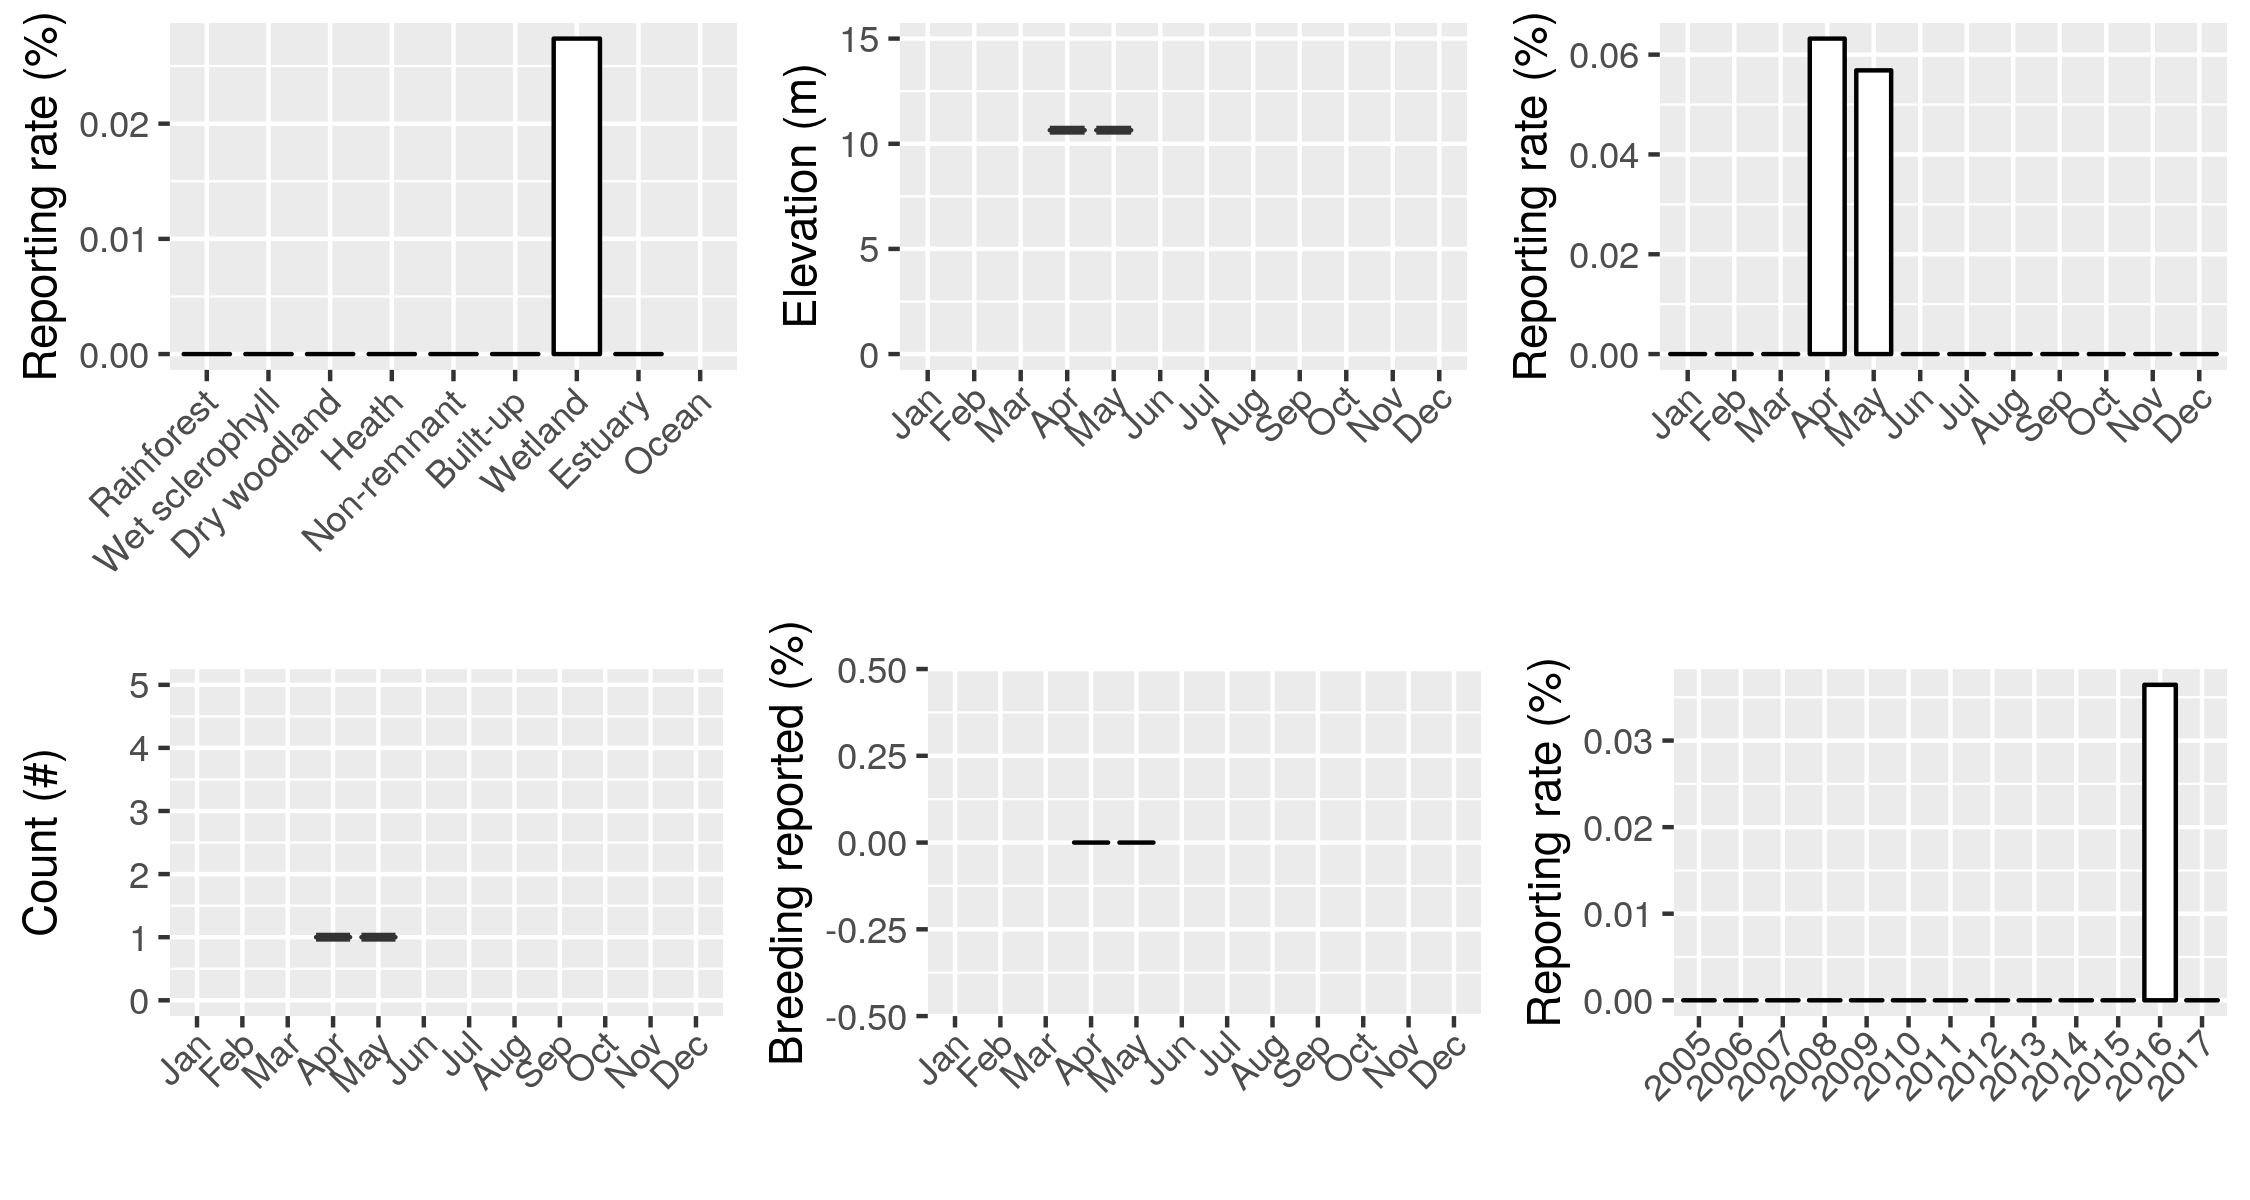 Reporting rate (%)
0.02
0.01
0.00
Rainforest
Wet sclerophyll
Dry woodland
Heath
Non-remnant
Built-up
Wetland
Estuary
Ocean
Elevation (m)
15
10
5
0
Jan
Feb
Mar
Apr
May
Jun
Jul
Aug
Sep
Oct
Nov
Dec
Reporting rate (%)
0.06
0.04
0.02
0.00
Jan
Feb
Mar
Apr
May
Jun
Jul
Aug
Sep
Oct
Nov
Dec
Count (#)
5
4
3
2
1
0
Jan
Feb
Mar
Apr
May
Jun
Jul
Aug
Sep
Oct
Nov
Dec
Breeding reported (%)
0.50
0.25
0.00
-0.25
-0.50
Jan
Feb
Mar
Apr
May
Jun
Jul
Aug
Sep
Oct
Nov
Dec
Reporting rate (%)
0.03
0.02
0.01
0.00
2005
2006
2007
2008
2009
2010
2011
2012
2013
2014
2015
2016
2017